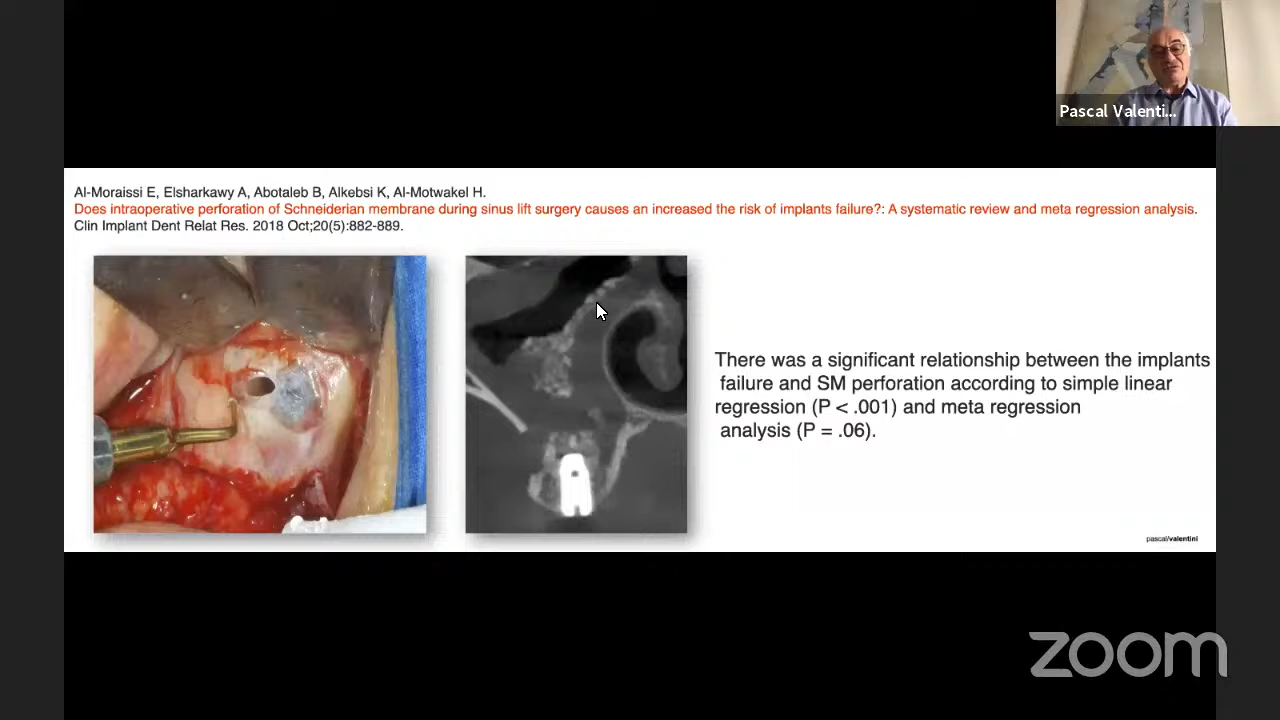 Pascal Valenti...
Al-Moraissi E, Elsharkawy A, Abotaleb B, Alkebsi K, Al-Motwakel H.
Does intraoperative perforation of Schneiderian membrane during sinus lift surgery causes an increased the risk of implants failure?: A systematic review and meta regression analysis.
Clin Implant Dent Relat Res. 2018 Oct;20(5):882-889.
There was a significant relationship between the implants
failure and SM perforation according to simple linear
regression (P < .001) and meta regression
analysis (P = .06).
pascal/valentini
zoom